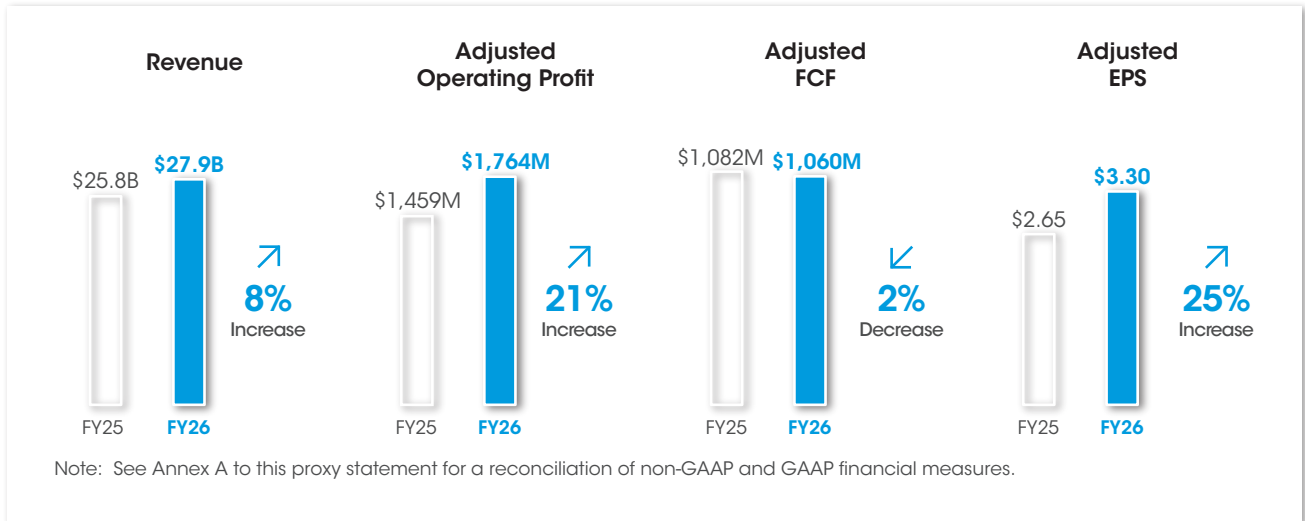 Revenue
$25.8B
$27.9B
8%
Increase
FY25
FY26
Adjusted
Operating Profit
$1,459M
$1,764M
21%
Increase
FY25
FY26
Adjusted
FCF
$1,082M
$1,060M
2%
Decrease
FY25
FY26
Adjusted
EPS
$2.65
$3.30
25%
Increase
FY25
FY26
Note: See Annex A to this proxy statement for a reconciliation of non-GAAP and GAAP financial measures.